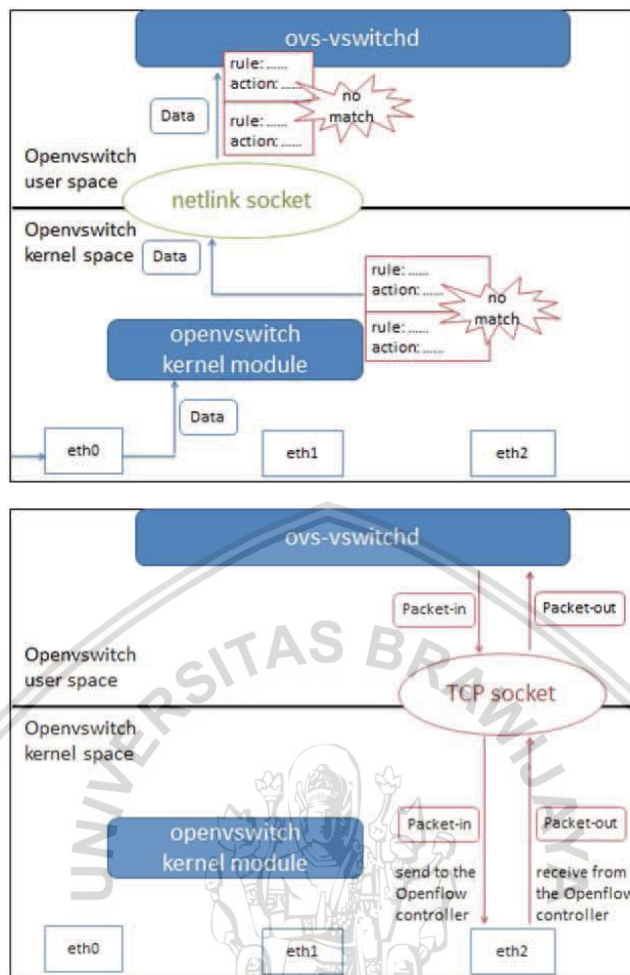 ovs-vswitchd
rule: ......
action: ......
no
match
Data
rule: ......
action: ......
Openvswitch
user space
netlink socket
Openvswitch
kernel space
Data
rule: ......
action: ......
no
match
openvswitch
kernel module
rule: ......
action: ......
Data
eth0
eth1
eth2
ovs-vswitchd
Packet-in
Packet-out
Openvswitch
user space
TCP socket
Openvswitch
kernel space
openvswitch
kernel module
Packet-in
Packet-out
send to the
Openflow
controller
receive from
the Openflow
controller
eth0
eth1
eth2
UNIVERSITAS BRAWIJAYA